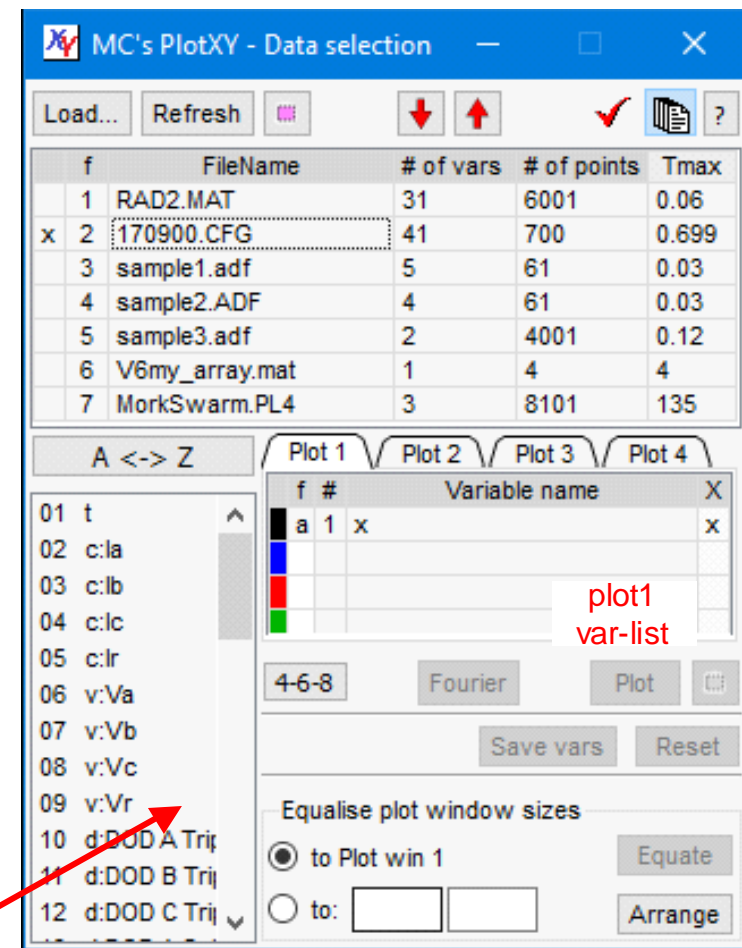 MC's PlotXY - Data selection
Load... Refresh ?
f FileName # of vars # of points Tmax
1 RAD2.MAT 31 6001 0.06
x 2 170900.CFG 41 700 0.699
3 sample1.adf 5 61 0.03
4 sample2.ADF 4 61 0.03
5 sample3.adf 2 4001 0.12
6 V6my_array.mat 1 4 4
7 MorkSwarm.PL4 3 8101 135
A <-> Z
01 t
02 c:Ia
03 c:Ib
04 c:Ic
05 c:Ir
06 v:Va
07 v:Vb
08 v:Vc
09 v:Vr
10 d:DOD A Trip
11 d:DOD B Trip
12 d:DOD C Trip
Plot 1 Plot 2 Plot 3 Plot 4
f # Variable name X
a 1 x x
plot1
var-list
4-6-8 Fourier Plot
Save vars Reset
Equalise plot window sizes
to Plot win 1 Equate
to: Arrange